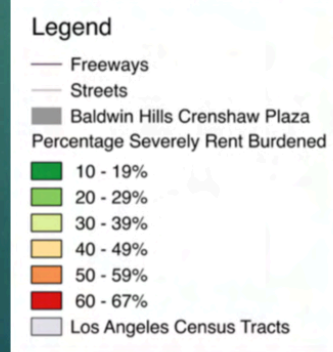 Legend
Freeways
Streets
Baldwin Hills Crenshaw Plaza
Percentage Severely Rent Burdened
10 - 19%
20 - 29%
30 - 39%
40 - 49%
50 - 59%
60 - 67%
Los Angeles Census Tracts